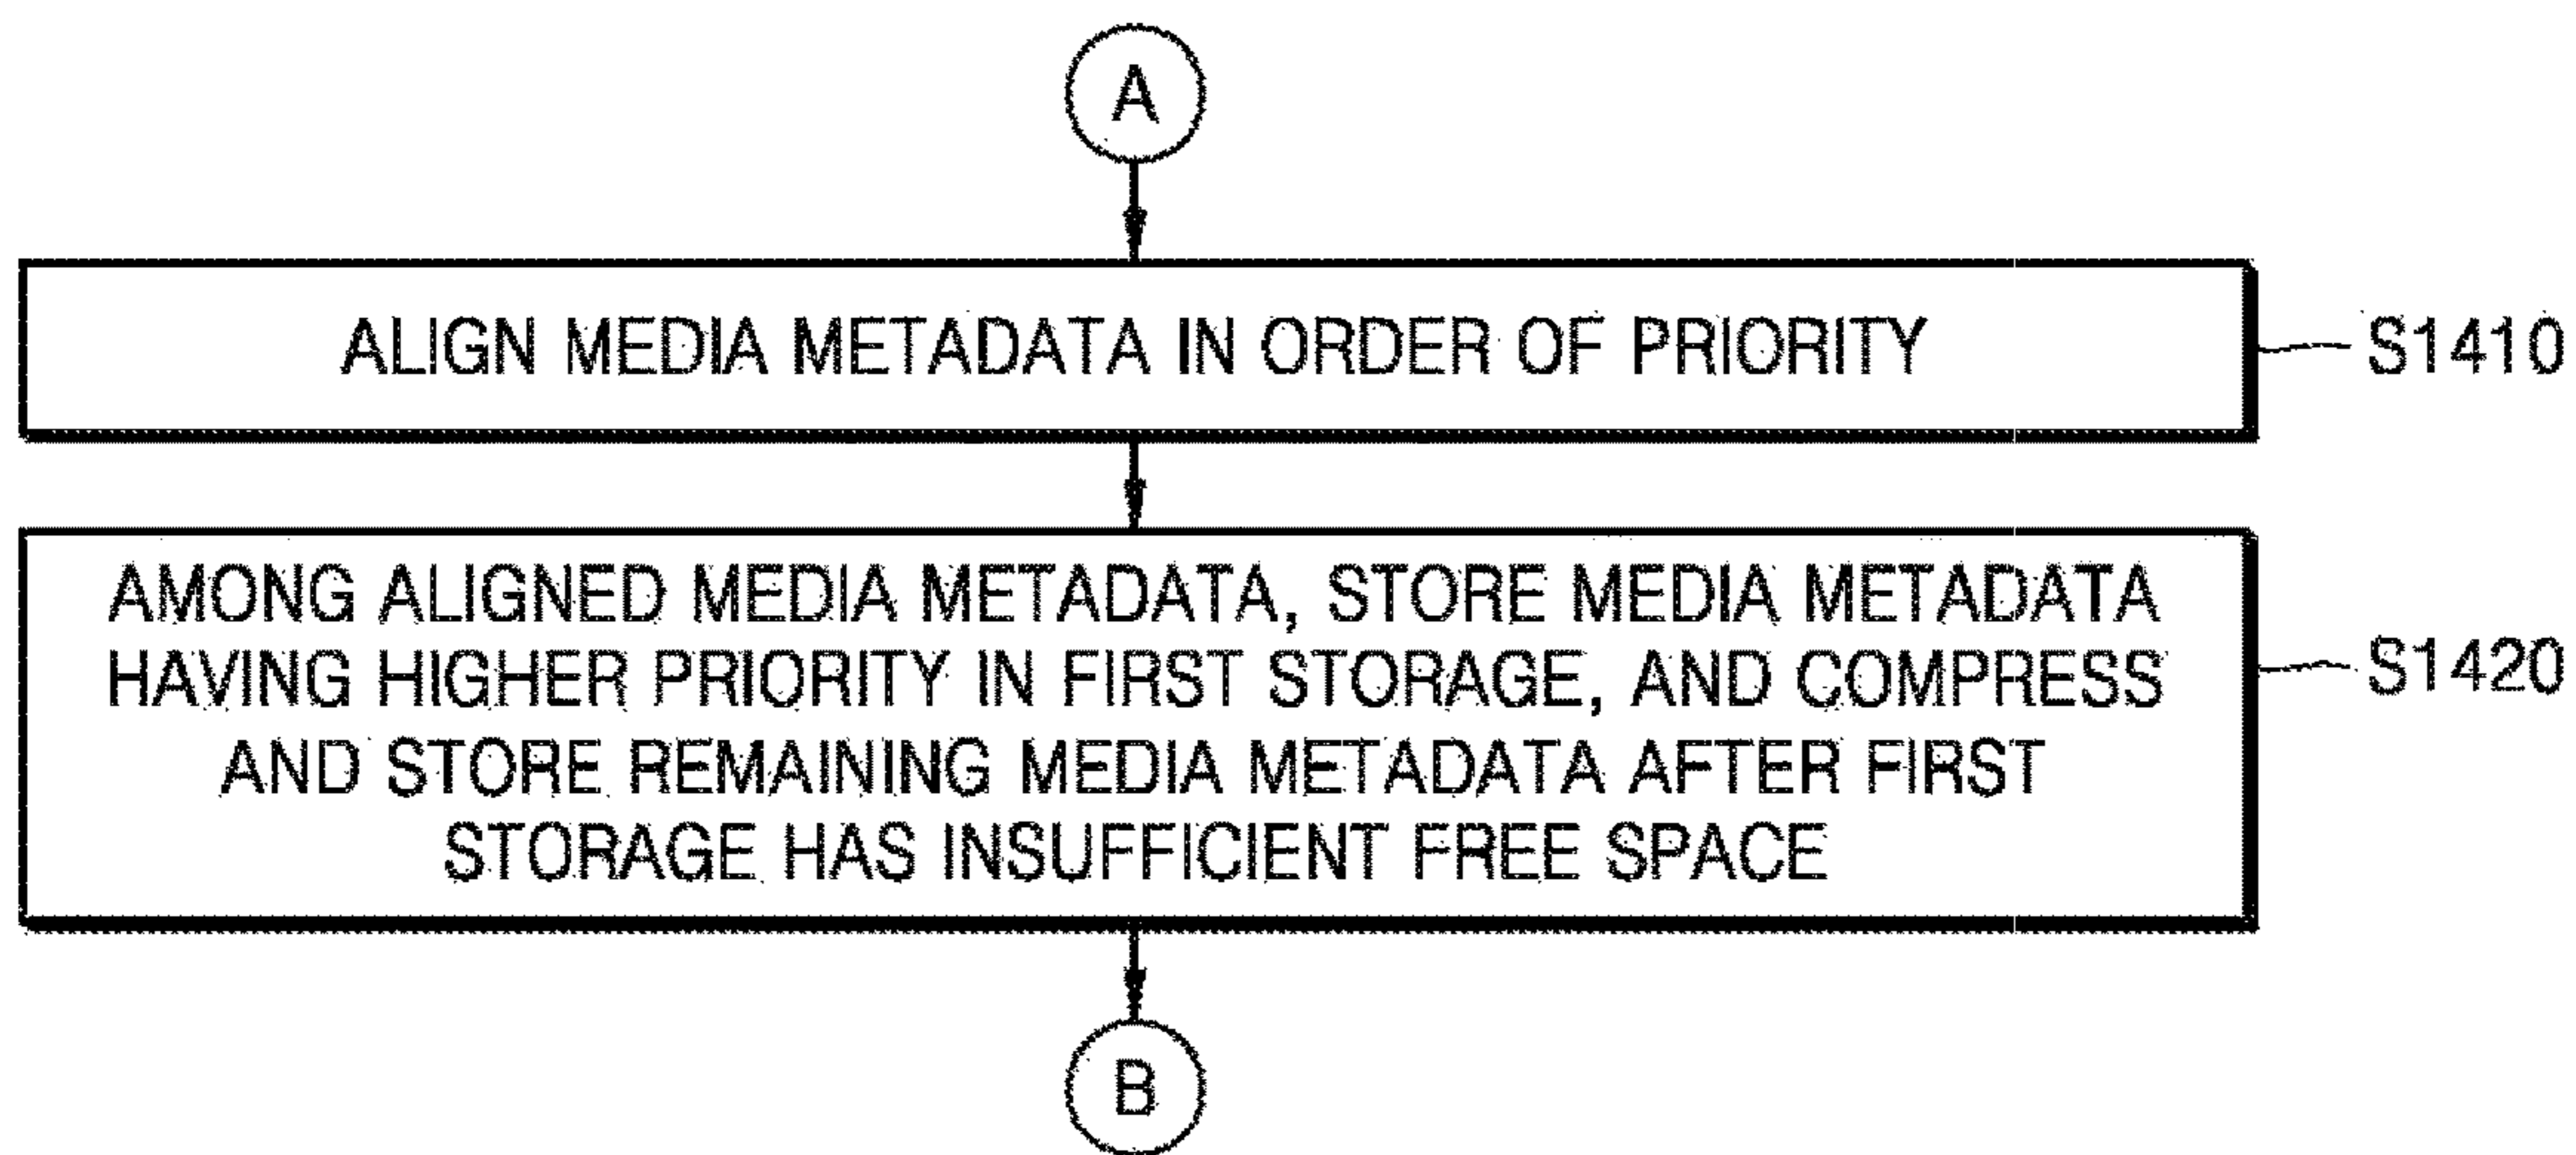 A
ALIGN MEDIA METADATA IN ORDER OF PRIORITY
S1410
AMONG ALIGNED MEDIA METADATA, STORE MEDIA METADATA
HAVING HIGHER PRIORITY IN FIRST STORAGE, AND COMPRESS
AND STORE REMAINING MEDIA METADATA AFTER FIRST
STORAGE HAS INSUFFICIENT FREE SPACE
S1420
B